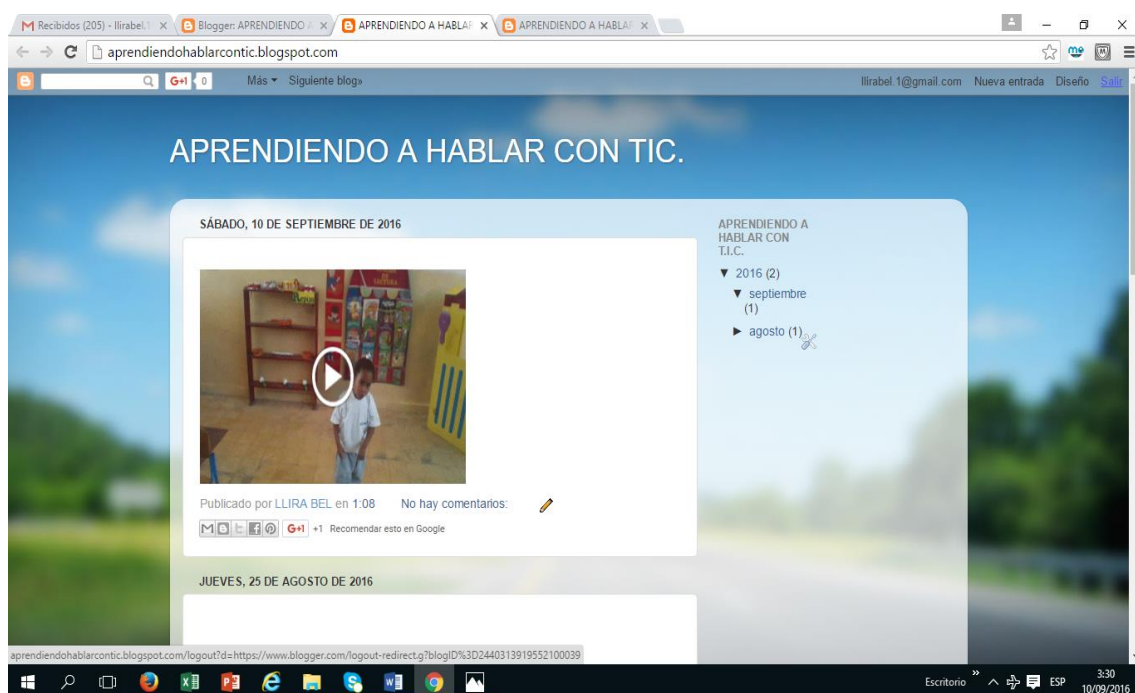 Recibidos (205) - llirabel.1
Blogger: APRENDIENDO A
APRENDIENDO A HABLAR
APRENDIENDO A HABLAR
aprendiendohablarcontic.blogspot.com
G+1 0 Más Siguiente blog»
llirabel.1@gmail.com Nueva entrada Diseño Salir
APRENDIENDO A HABLAR CON TIC.
SÁBADO, 10 DE SEPTIEMBRE DE 2016
Publicado por LLIRA BEL en 1:08 No hay comentarios:
G+1 +1 Recomendar esto en Google
JUEVES, 25 DE AGOSTO DE 2016
APRENDIENDO A
HABLAR CON
T.I.C.
▼ 2016 (2)
▼ septiembre
(1)
► agosto (1)
aprendiendohablarcontic.blogspot.com/logout?d=https://www.blogger.com/logout-redirect.g?blogID%3D2440313919552100039
Escritorio » ESP 3:30
10/09/2016